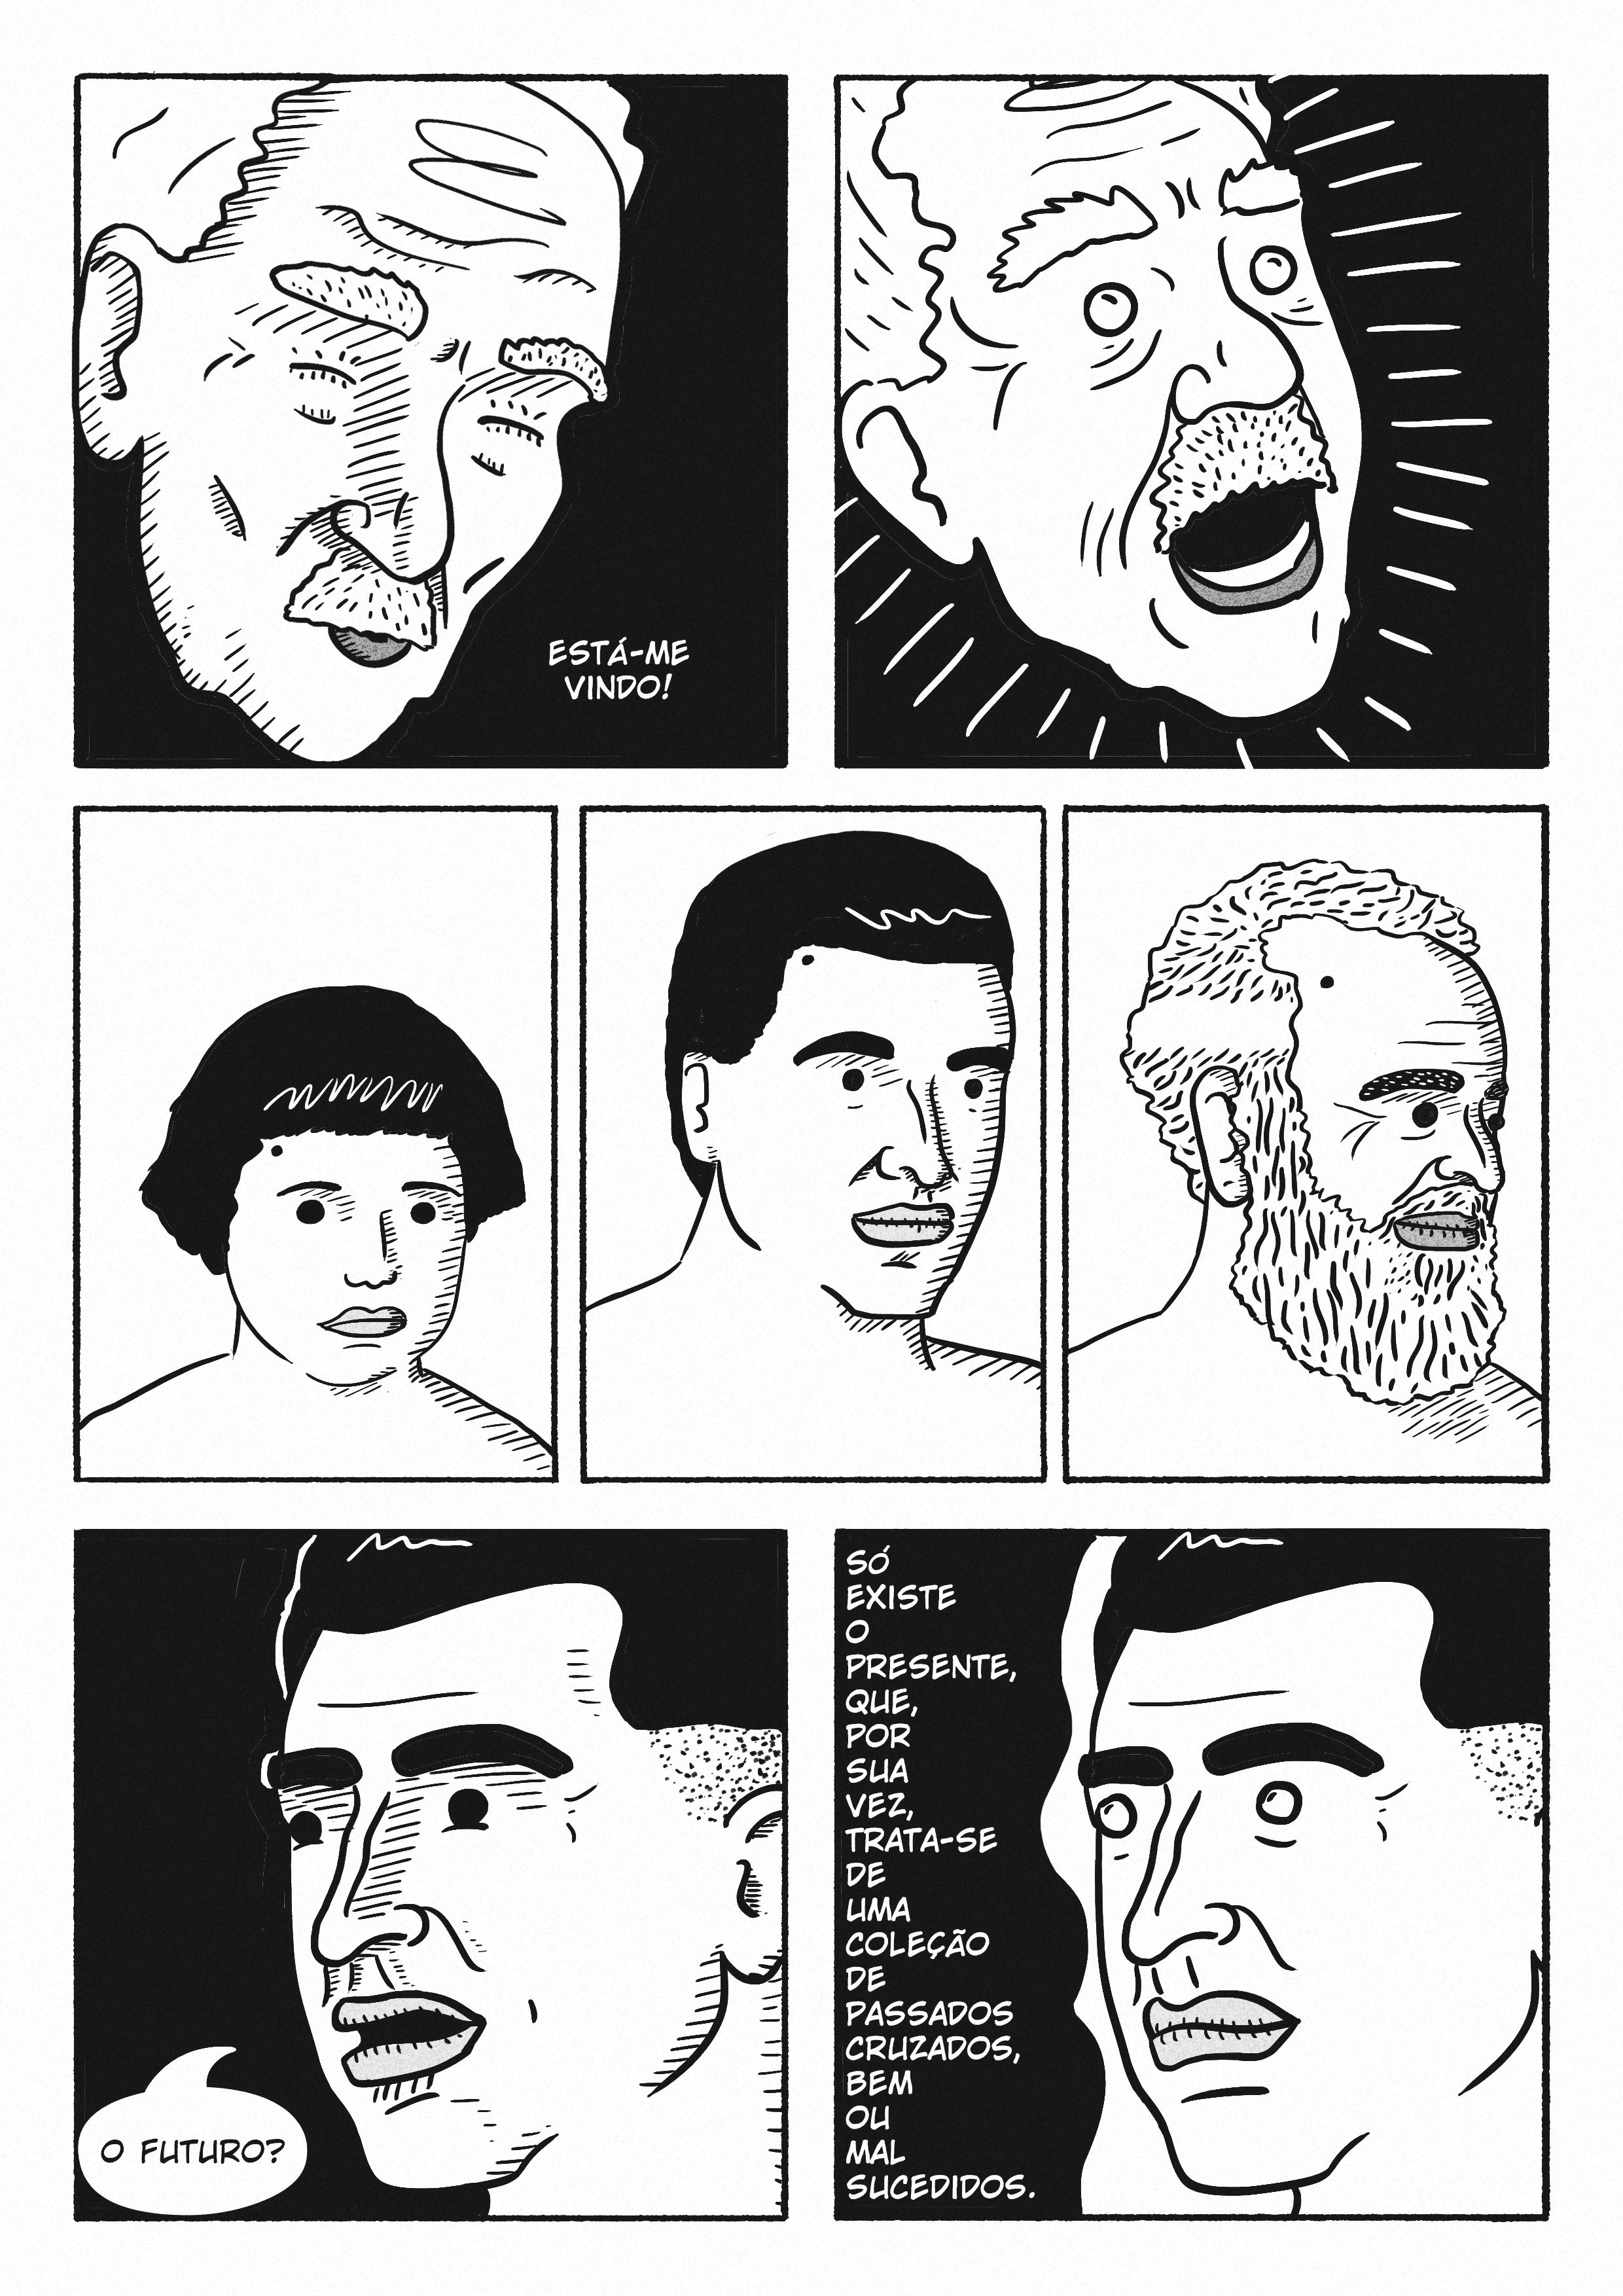 ESTÁ-ME
VINDO!
O FUTURO?
SÓ
EXISTE
O
PRESENTE,
QUE,
POR
SUA
VEZ,
TRATA-SE
DE
UMA
COLEÇÃO
DE
PASSADOS
CRUZADOS,
BEM
OU
MAL
SUCEDIDOS.